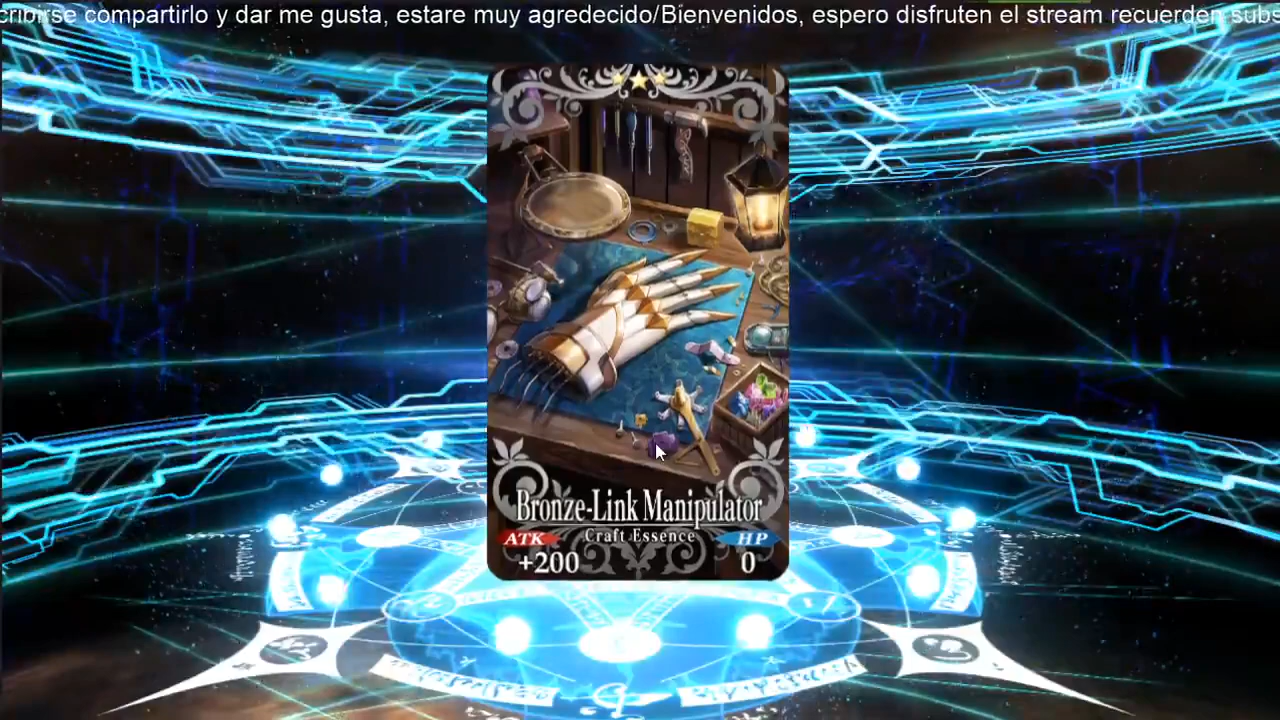 cribirse compartirlo y dar me gusta, estare muy agredecido/Bienvenidos, espero disfruten el stream recuerden subs
Bronze-Link Manipulator
ATK Craft Essence HP
+200 0